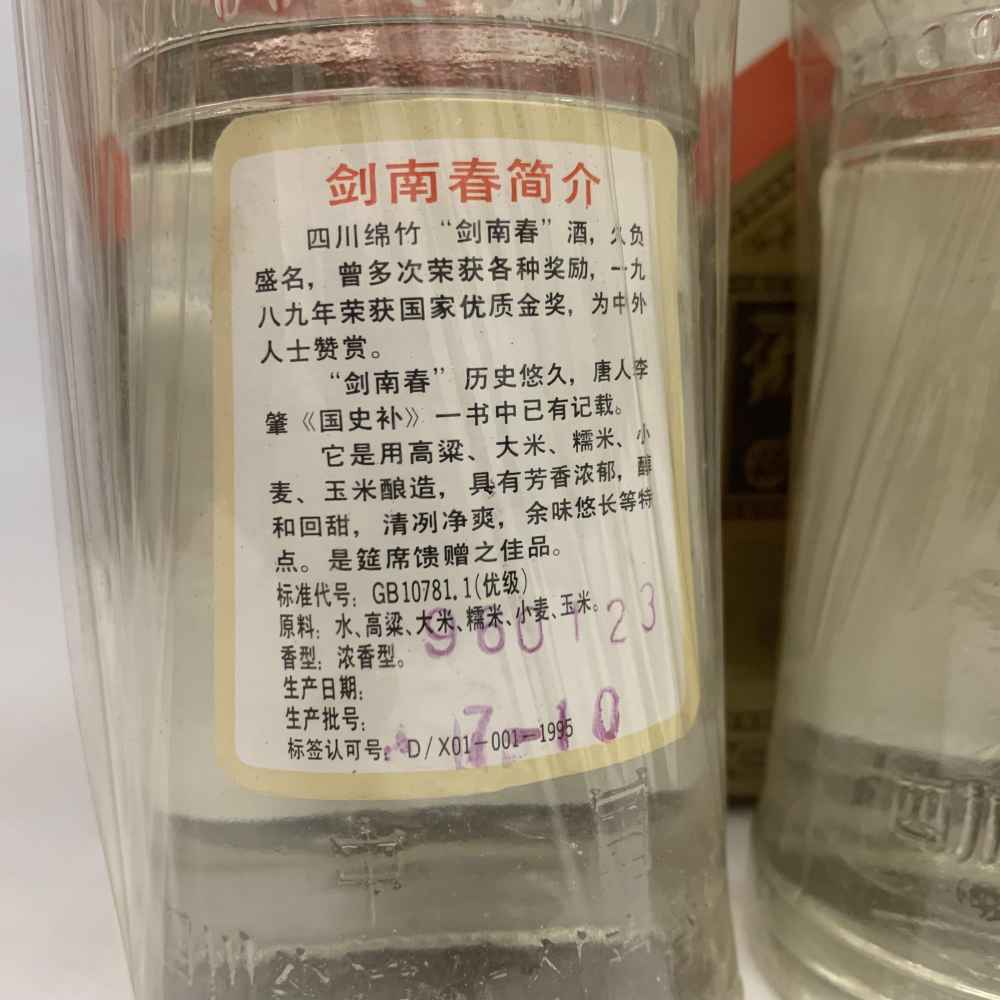 剑南春简介
四川绵竹“剑南春”酒，久负
盛名，曾多次荣获各种奖励，一九
八九年荣获国家优质金奖，为中外
人士赞赏。
“剑南春”历史悠久，唐人李
肇《国史补》一书中已有记载。
它是用高粱、大米、糯米、小
麦、玉米酿造，具有芳香浓郁，醇
和回甜，清冽净爽，余味悠长等特
点。是筵席馈赠之佳品。
标准代号：GB10781.1(优级)
原料：水、高粱、大米、糯米、小麦、玉米。
960123
香型：浓香型。
生产日期：
生产批号：
17-10
标签认可号：D/X01-001-1995
四川